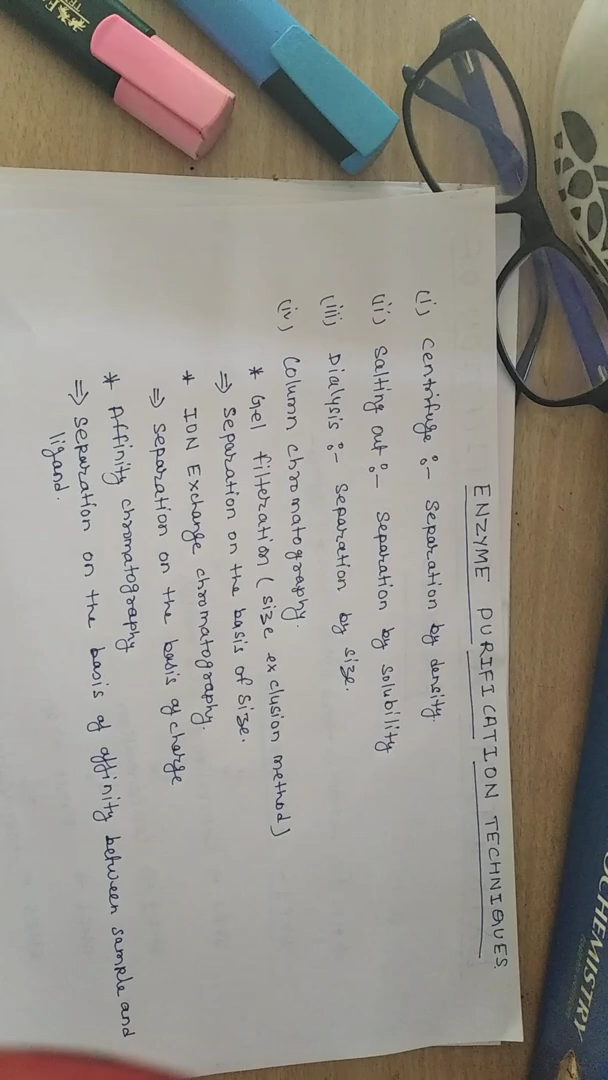 ENZYME PURIFICATION TECHNIQUES.
(i) Centrifuge :- Separation by density.
(ii) Salting out :- Separation by solubility
(iii) Dialysis :- Separation by size.
(iv) Column chromatography.
* Gel filteration (size exclusion method)
⇒ Separation on the basis of size.
* ION Exchange chromatography.
⇒ Separation on the basis of charge
* Affinity chromatography
⇒ Separation on the basis of affinity between sample and
ligand.
OCHEMISTRY